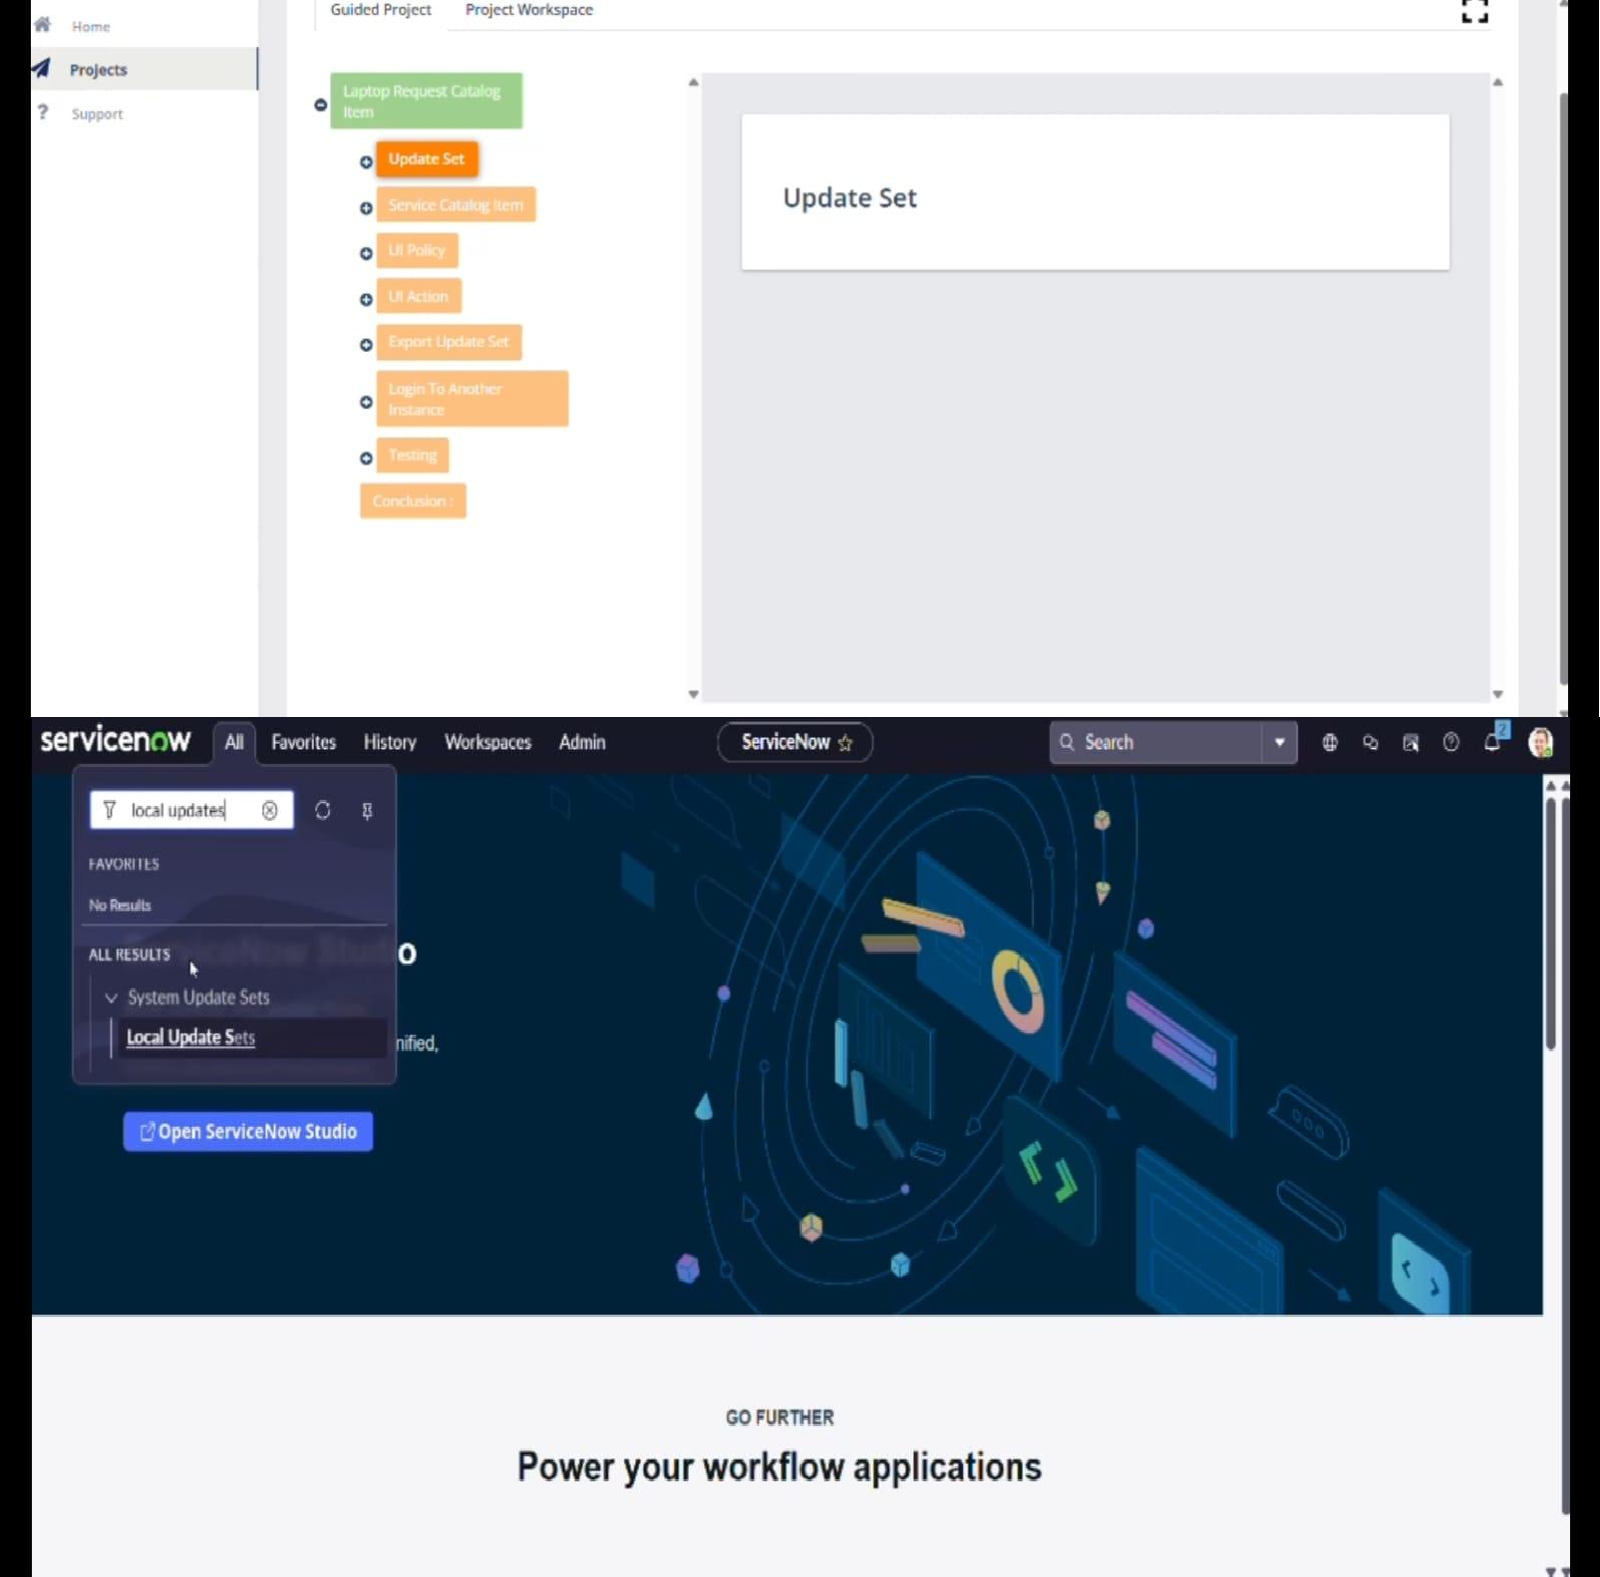 Guided Project Project Workspace
Home
Projects
? Support
Laptop Request Catalog
Item
Update Set
Service Catalog Item
UI Policy
UI Action
Export Update Set
Login To Another
Instance
Testing
Conclusion :
Update Set
servicenow All Favorites History Workspaces Admin ServiceNow Search 2
local updates
FAVORITES
No Results
ALL RESULTS
o
System Update Sets
Local Update Sets
nified,
Open ServiceNow Studio
GO FURTHER
Power your workflow applications